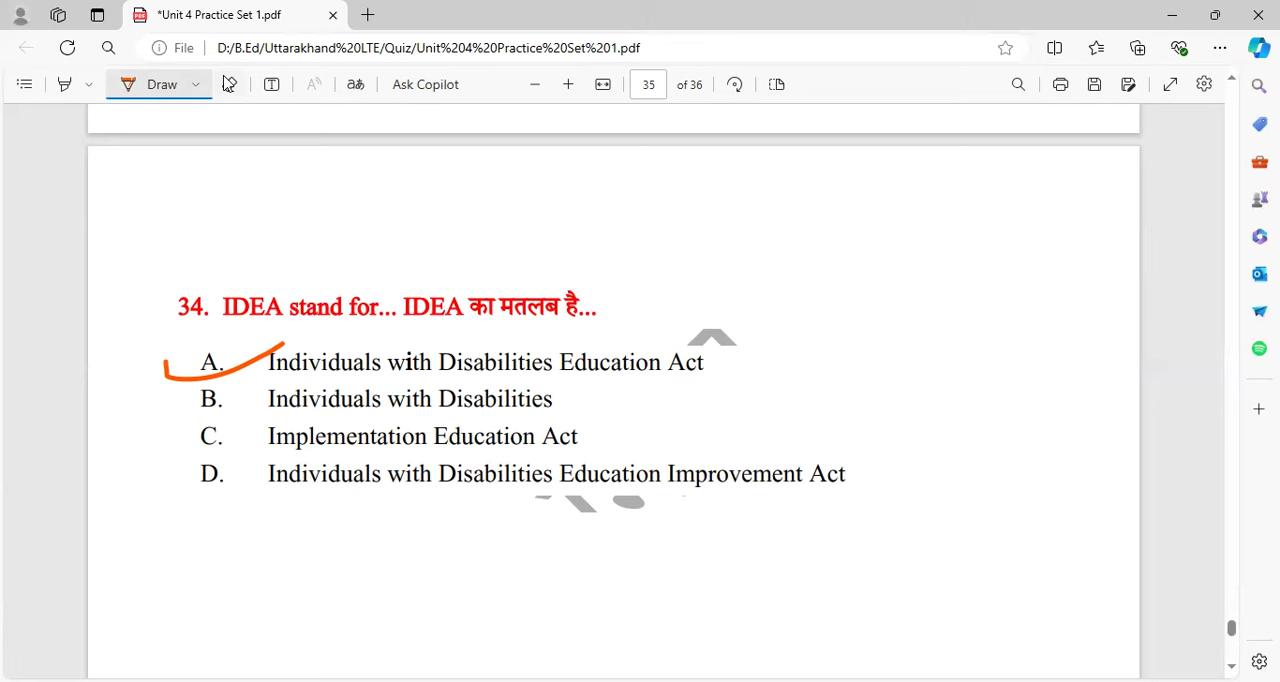 *Unit 4 Practice Set 1.pdf
File D:/B.Ed/Uttarakhand%20LTE/Quiz/Unit%204%20Practice%20Set%201.pdf
Draw Ask Copilot 35 of 36
34. IDEA stand for... IDEA का मतलब है...
A. Individuals with Disabilities Education Act
B. Individuals with Disabilities
C. Implementation Education Act
D. Individuals with Disabilities Education Improvement Act